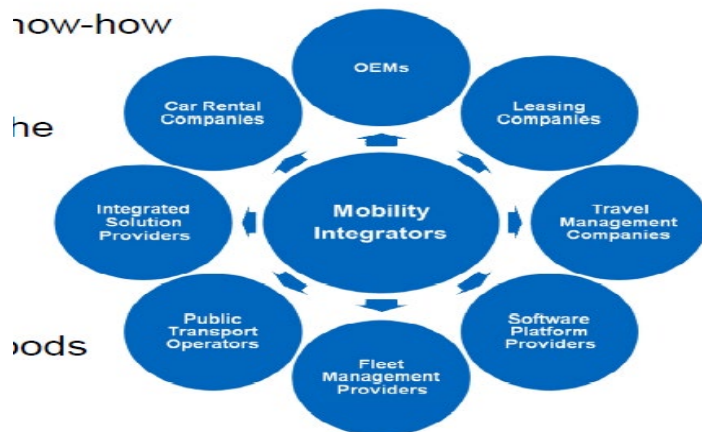 now-how
he
oods
OEMs
Car Rental
Companies
Leasing
Companies
Integrated
Solution
Providers
Mobility
Integrators
Travel
Management
Companies
Public
Transport
Operators
Software
Platform
Providers
Fleet
Management
Providers